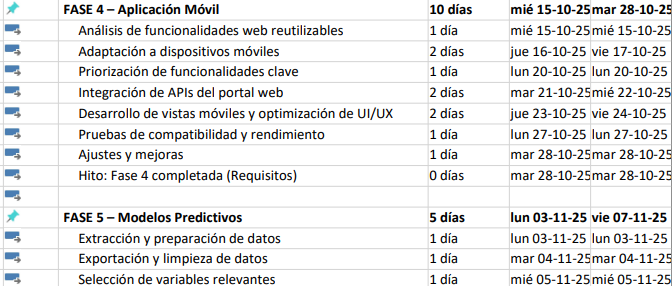 FASE 4 – Aplicación Móvil 10 días mié 15-10-25 mar 28-10-25
Análisis de funcionalidades web reutilizables 1 día mié 15-10-25 mié 15-10-25
Adaptación a dispositivos móviles 2 días jue 16-10-25 vie 17-10-25
Priorización de funcionalidades clave 1 día lun 20-10-25 lun 20-10-25
Integración de APIs del portal web 2 días mar 21-10-25 mié 22-10-25
Desarrollo de vistas móviles y optimización de UI/UX 2 días jue 23-10-25 vie 24-10-25
Pruebas de compatibilidad y rendimiento 1 día lun 27-10-25 lun 27-10-25
Ajustes y mejoras 1 día mar 28-10-25 mar 28-10-25
Hito: Fase 4 completada (Requisitos) 0 días mar 28-10-25 mar 28-10-25
FASE 5 – Modelos Predictivos 5 días lun 03-11-25 vie 07-11-25
Extracción y preparación de datos 1 día lun 03-11-25 lun 03-11-25
Exportación y limpieza de datos 1 día mar 04-11-25 mar 04-11-25
Selección de variables relevantes 1 día mié 05-11-25 mié 05-11-25